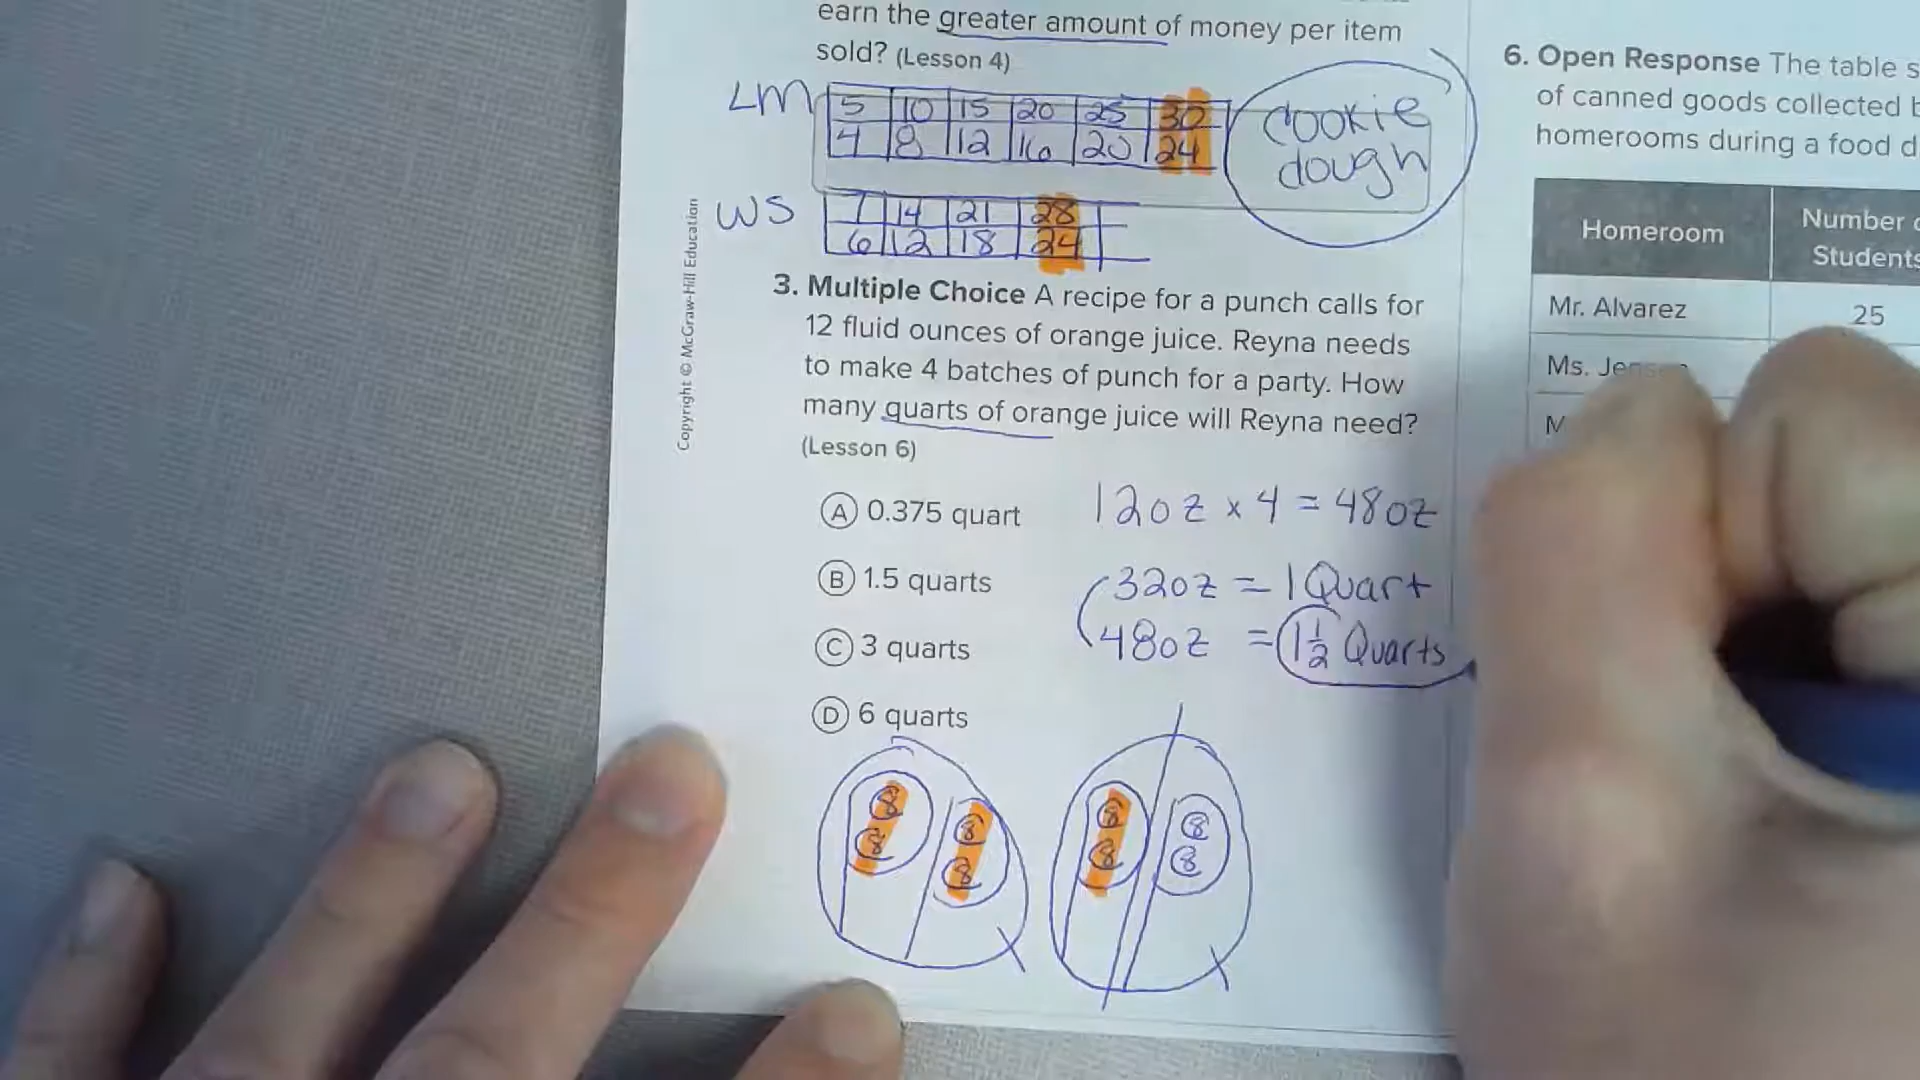 earn the greater amount of money per item
sold? (Lesson 4)
LM 5 10 15 20 25 30
4 8 12 16 20 24
cookie
dough
WS 7 14 21 28
6 12 18 24
Copyright © McGraw-Hill Education
3. Multiple Choice A recipe for a punch calls for
12 fluid ounces of orange juice. Reyna needs
to make 4 batches of punch for a party. How
many quarts of orange juice will Reyna need?
(Lesson 6)
A 0.375 quart
B 1.5 quarts
C 3 quarts
D 6 quarts
12oz x 4 = 48oz
32oz = 1 Quart
48oz = 1 1/2 Quarts
8 8 8 8
8 8 8 8
6. Open Response The table s
of canned goods collected b
homerooms during a food d
Homeroom Number
Students
Mr. Alvarez 25
Ms.